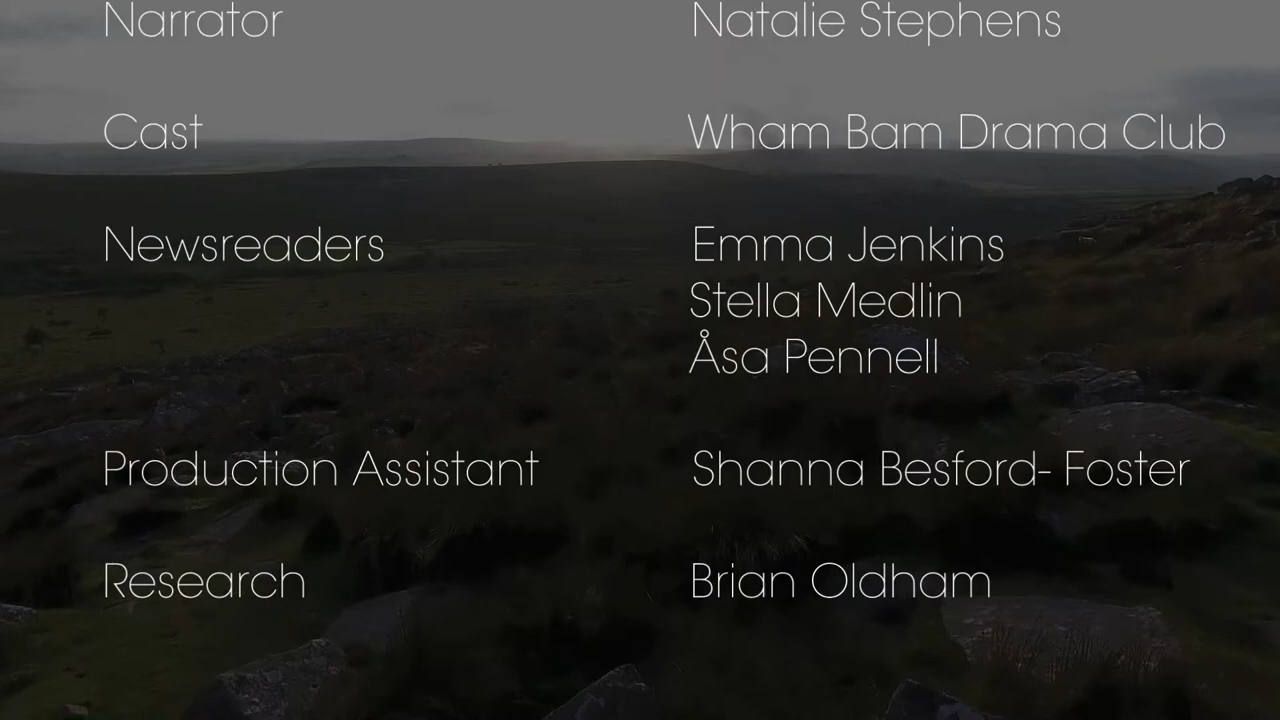 Narrator Natalie Stephens
Cast Wham Bam Drama Club
Newsreaders Emma Jenkins
Stella Medlin
Åsa Pennell
Production Assistant Shanna Besford- Foster
Research Brian Oldham